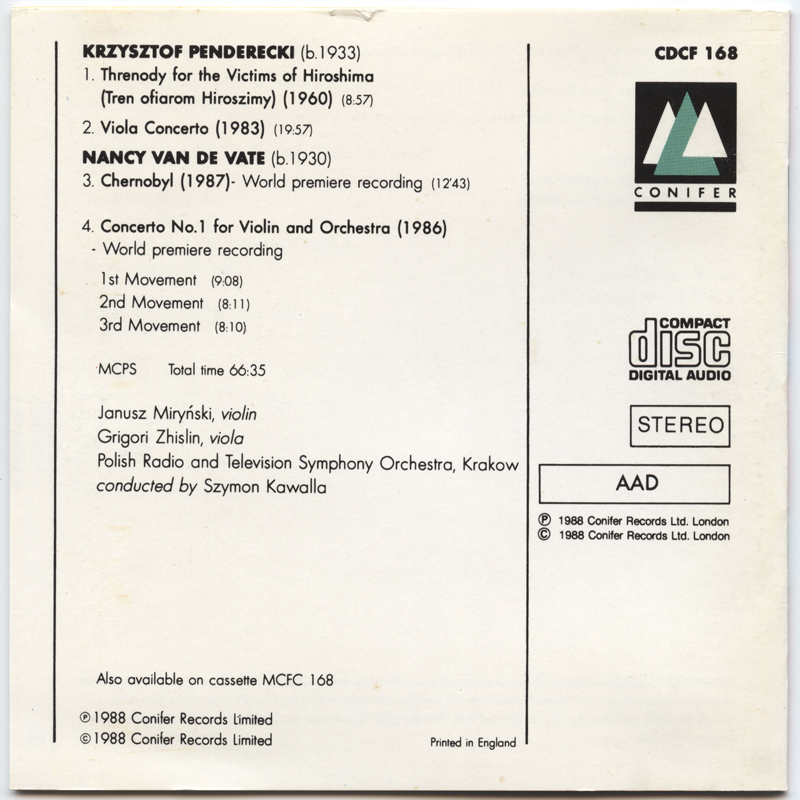 KRZYSZTOF PENDERECKI (b.1933)
1. Threnody for the Victims of Hiroshima
(Tren ofiarom Hiroszimy) (1960) (8:57)
2. Viola Concerto (1983) (19:57)
NANCY VAN DE VATE (b.1930)
3. Chernobyl (1987)- World premiere recording (12'43)
4. Concerto No.1 for Violin and Orchestra (1986)
- World premiere recording
1st Movement (9:08)
2nd Movement (8:11)
3rd Movement (8:10)
MCPS Total time 66:35
Janusz Miryński, violin
Grigori Zhislin, viola
Polish Radio and Television Symphony Orchestra, Krakow
conducted by Szymon Kawalla
Also available on cassette MCFC 168
℗ 1988 Conifer Records Limited
© 1988 Conifer Records Limited
Printed in England
CDCF 168
CONIFER
COMPACT
disc
DIGITAL AUDIO
STEREO
AAD
℗ 1988 Conifer Records Ltd. London
© 1988 Conifer Records Ltd. London